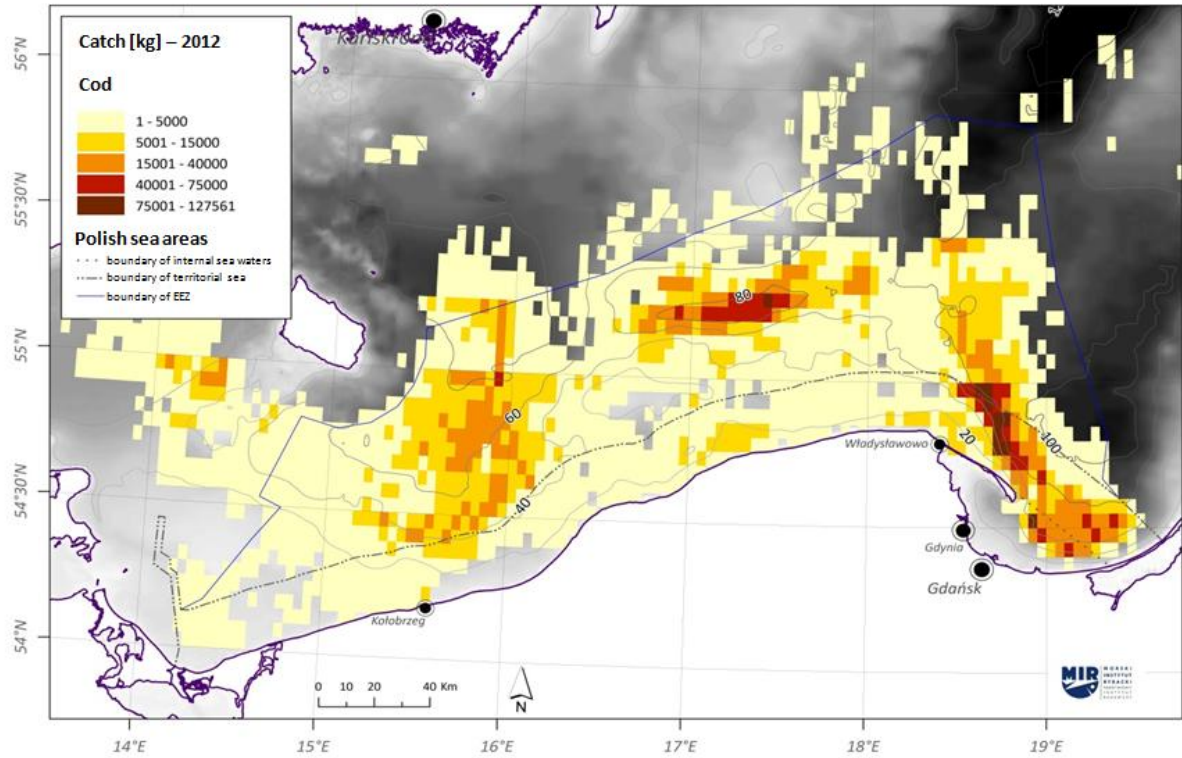 Catch [kg] – 2012
Cod
1 - 5000
5001 - 15000
15001 - 40000
40001 - 75000
75001 - 127561
Polish sea areas
boundary of internal sea waters
boundary of territorial sea
boundary of EEZ
56°N
55°30'N
55°N
54°30'N
54°N
80
60
40
20
100
Władysławowo
Gdynia
Gdańsk
Kołobrzeg
0 10 20 40 Km
N
MIR
MORSKI
INSTYTUT
RYBACKI
14°E 15°E 16°E 17°E 18°E 19°E